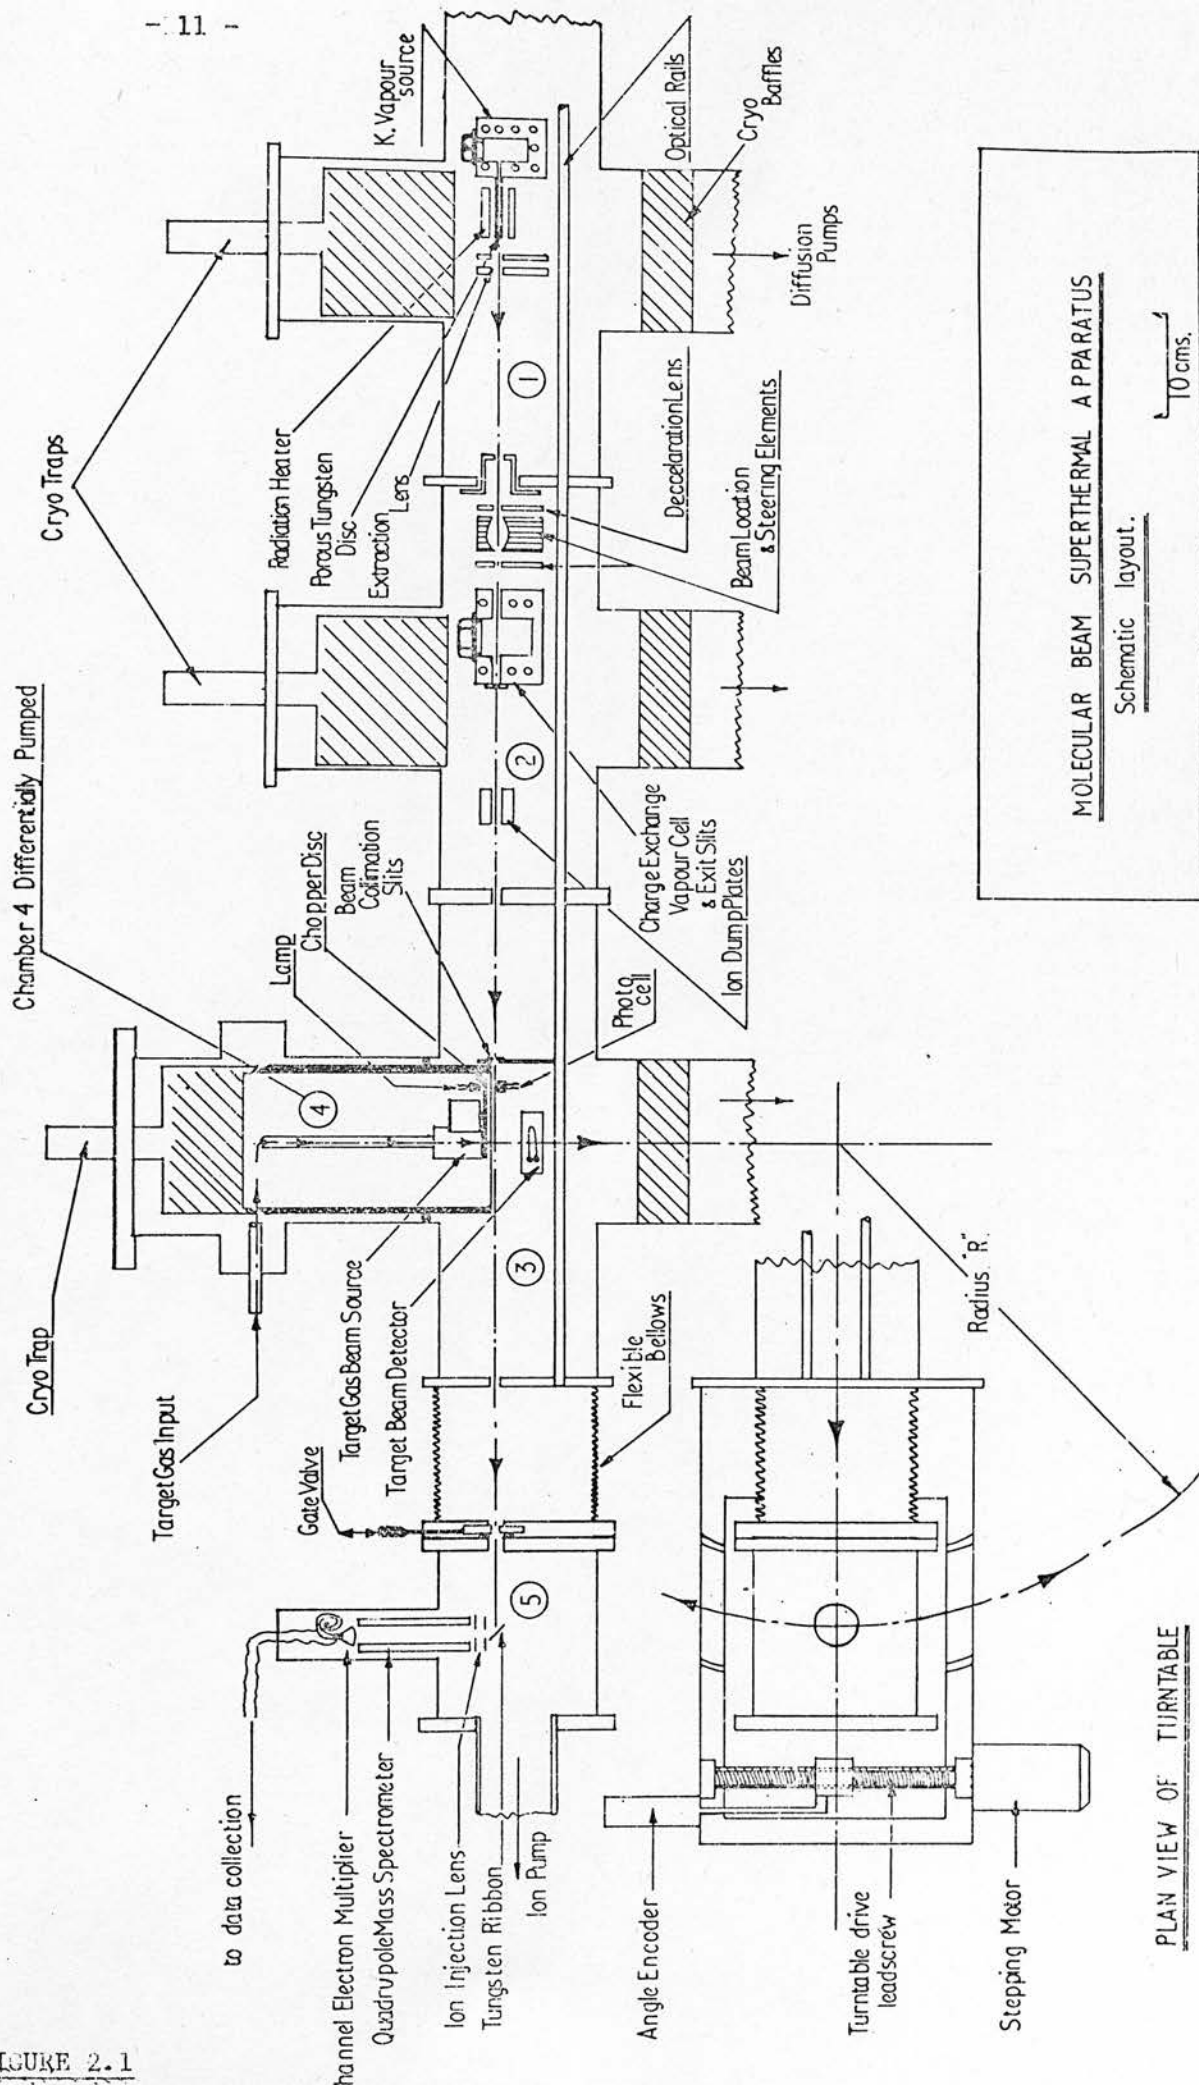 - 11 -
FIGURE 2.1
Cryo Traps
K. Vapour
source
Radiation Heater
Porous Tungsten
Disc
Extraction
Lens
Optical Rails
Cryo
Baffles
Diffusion
Pumps
1
Deccelaration Lens
Beam Location
& Steering Elements
Chamber 4 Differentially Pumped
2
Charge Exchange
Vapour Cell
& Exit Slits
Ion Dump Plates
Lamp
Chopper Disc
Beam
Collimation
Slits
Photo
cell
4
Cryo Trap
Target Gas Input
Target Gas Beam Source
Target Beam Detector
3
Flexible
Bellows
Gate Valve
5
to data collection
hannel Electron Multiplier
Quadrupole Mass Spectrometer
Ion Injection Lens
Tungsten Ribbon
Ion Pump
Angle Encoder
Turntable drive
leadscrew
Stepping Motor
Radius "R"
PLAN VIEW OF TURNTABLE
MOLECULAR BEAM SUPERTHERMAL APPARATUS
Schematic layout.
10 cms.